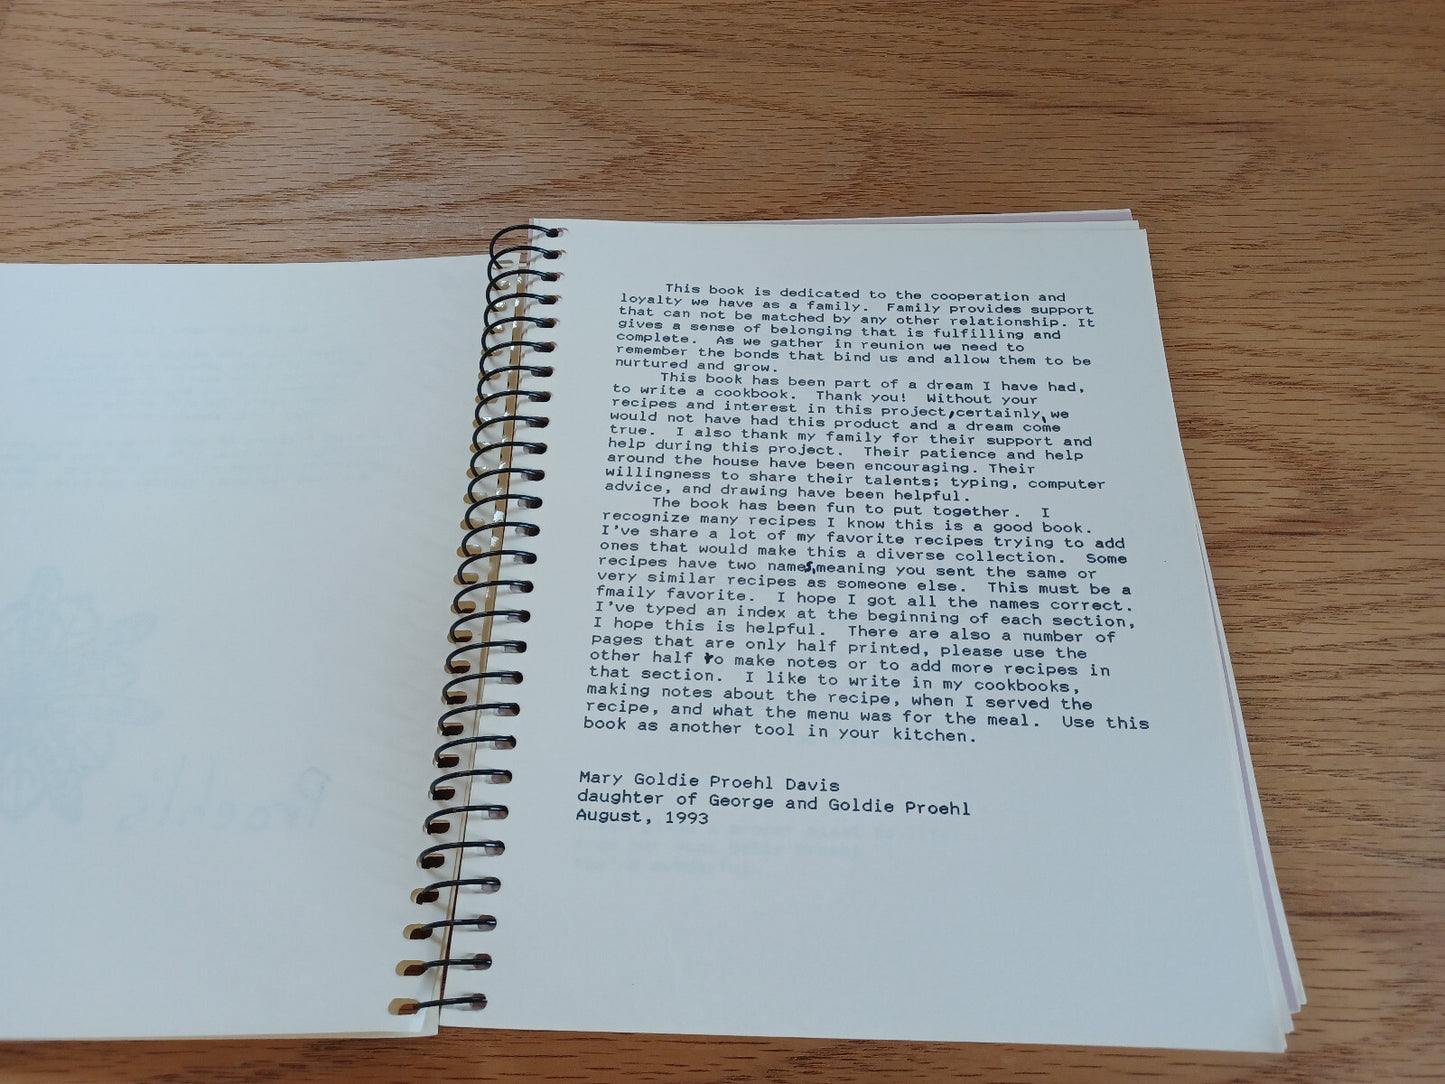 This book is dedicated to the cooperation and
loyalty we have as a family.  Family provides support
that can not be matched by any other relationship. It
gives a sense of belonging that is fulfilling and
complete.  As we gather in reunion we need to
remember the bonds that bind us and allow them to be
nurtured and grow.
This book has been part of a dream I have had,
to write a cookbook.  Thank you!  Without your
recipes and interest in this project, certainly, we
would not have had this product and a dream come
true.  I also thank my family for their support and
help during this project.  Their patience and help
around the house have been encouraging. Their
willingness to share their talents; typing, computer
advice, and drawing have been helpful.
The book has been fun to put together.  I
recognize many recipes I know this is a good book.
I've share a lot of my favorite recipes trying to add
ones that would make this a diverse collection.  Some
recipes have two names, meaning you sent the same or
very similar recipes as someone else.  This must be a
fmaily favorite.  I hope I got all the names correct.
I've typed an index at the beginning of each section,
I hope this is helpful.  There are also a number of
pages that are only half printed, please use the
other half to make notes or to add more recipes in
that section.  I like to write in my cookbooks,
making notes about the recipe, when I served the
recipe, and what the menu was for the meal.  Use this
book as another tool in your kitchen.
Mary Goldie Proehl Davis
daughter of George and Goldie Proehl
August, 1993